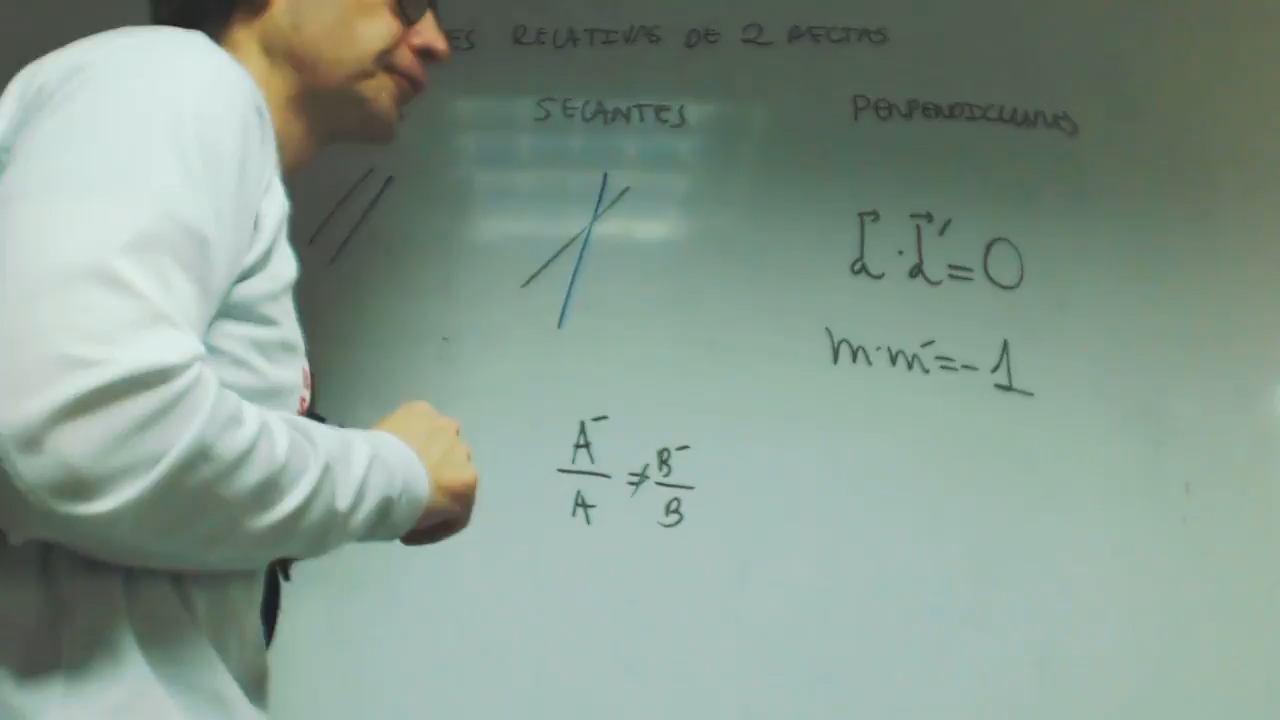 ES RELATIVAS DE 2 RECTAS
SECANTES
PERPENDICULARES
d⃗·d⃗'=0
m·m'=-1
A'/A ≠ B'/B